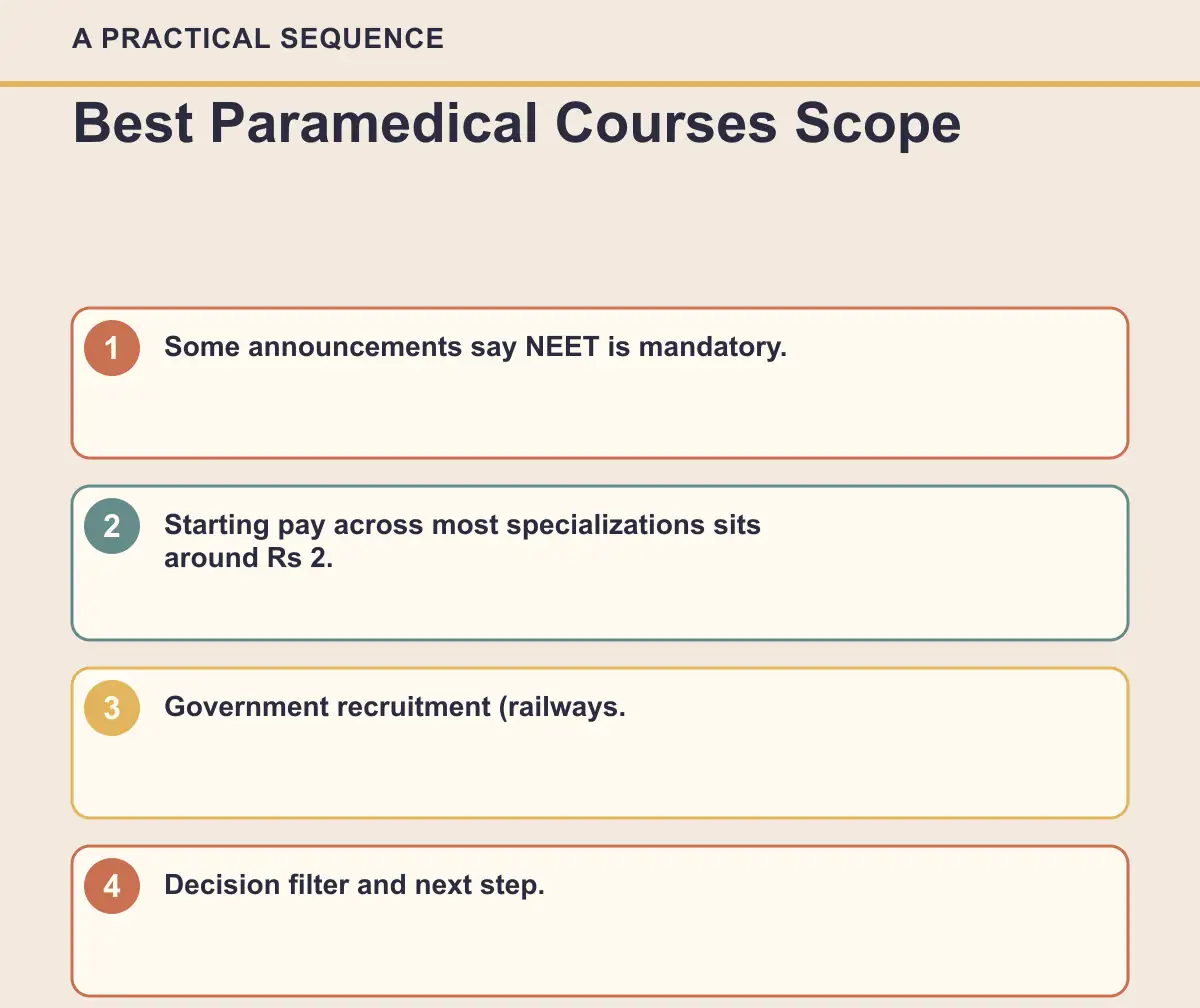 A PRACTICAL SEQUENCE
Best Paramedical Courses Scope
1
Some announcements say NEET is mandatory.
2
Starting pay across most specializations sits
around Rs 2.
3
Government recruitment (railways.
4
Decision filter and next step.